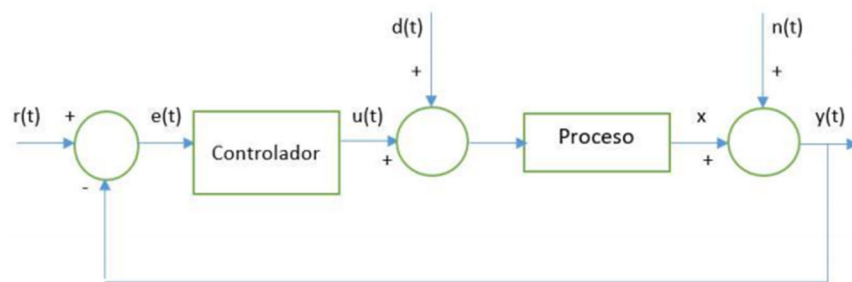 d(t)
n(t)
+
+
r(t)
+
e(t)
u(t)
x
y(t)
Controlador
Proceso
+
+
-